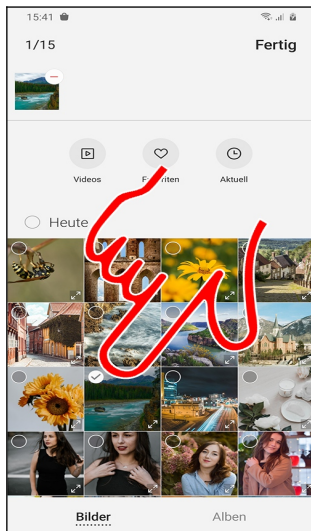 15:41
1/15 Fertig
Videos Favoriten Aktuell
Heute
Bilder Alben